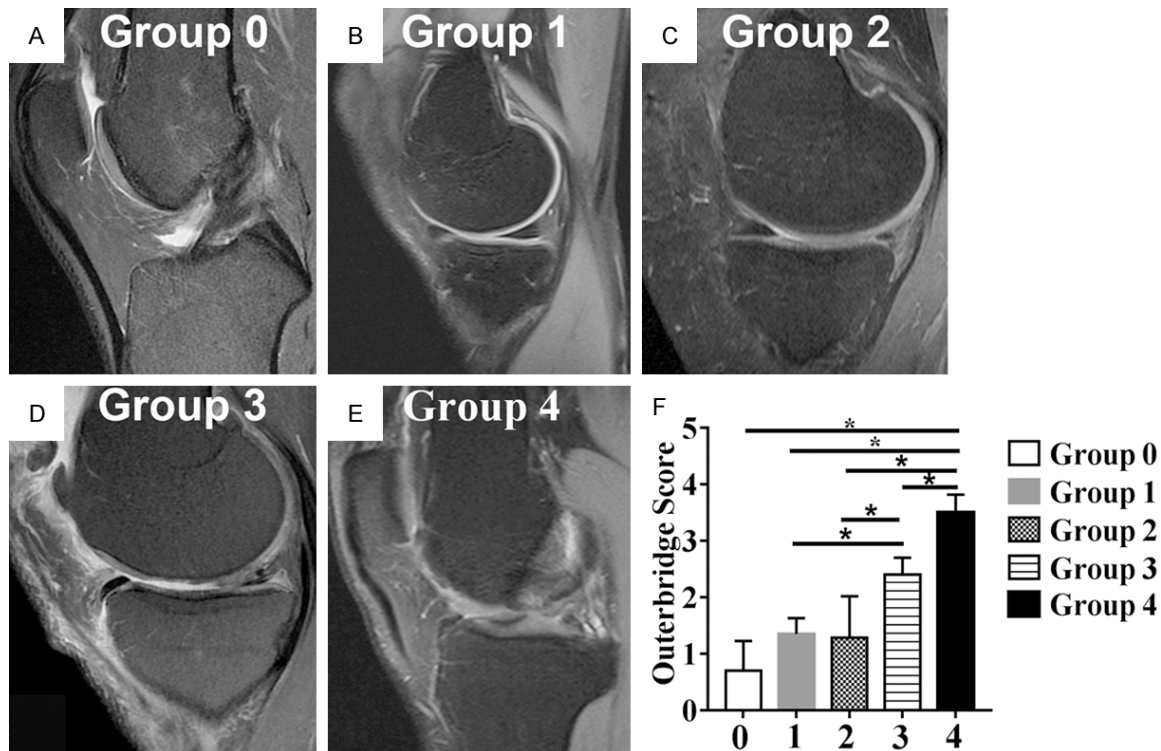 A
Group 0
B
Group 1
C
Group 2
D
Group 3
E
Group 4
F
Outerbridge Score
5
4
3
2
1
0
*
*
*
*
*
*
0 1 2 3 4
Group 0
Group 1
Group 2
Group 3
Group 4